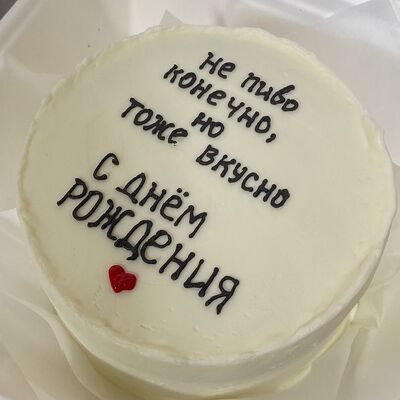 не пиво
конечно,
но
тоже вкусно
С ДНЁМ
РОЖДЕНИЯ